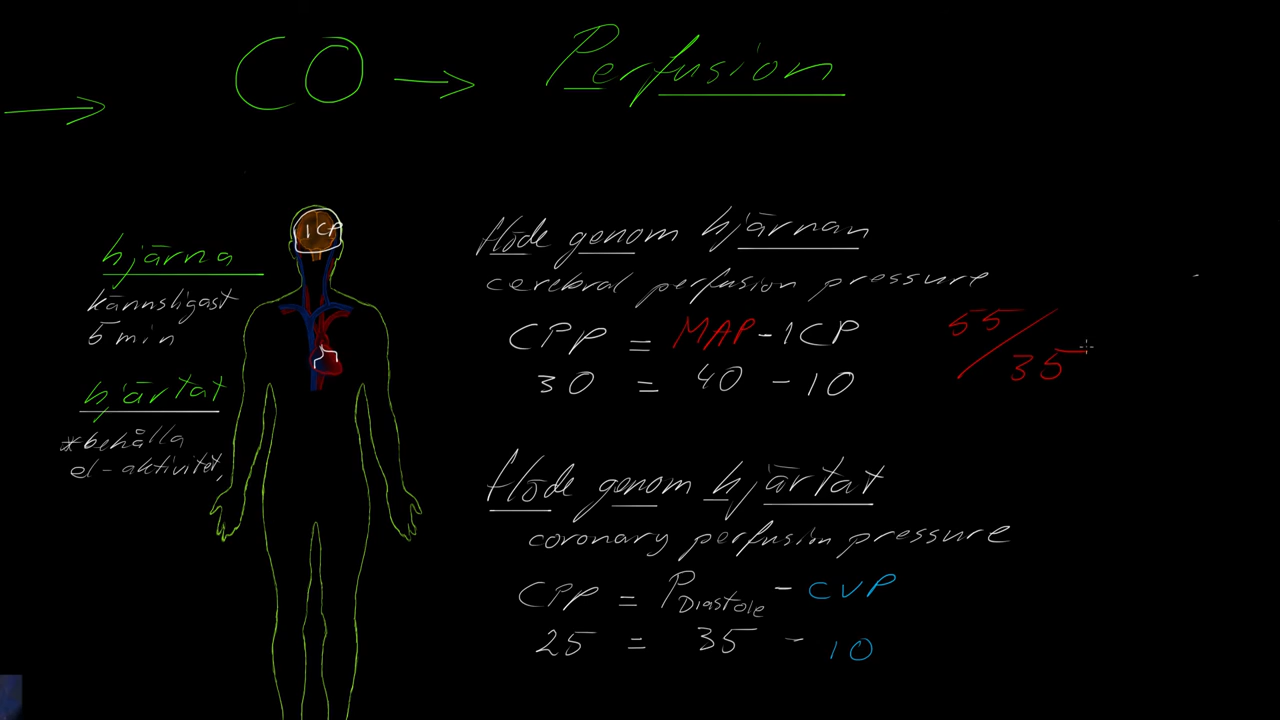 CO → Perfusion
ICP
hjärna
kännsligast
5 min
hjärtat
*behålla
el-aktivitet,
flöde genom hjärnan
cerebral perfusion pressure
CPP = MAP - ICP
30 = 40 - 10
55/35
flöde genom hjärtat
coronary perfusion pressure
CPP = PDiastole - CVP
25 = 35 - 10